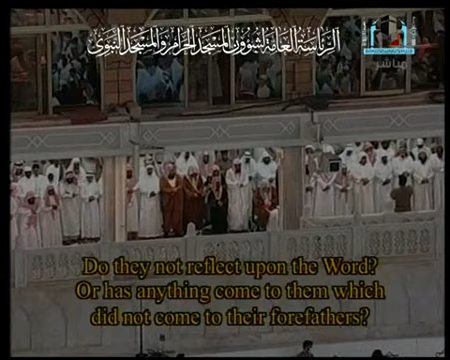 الرئاسة العامة لشؤون المسجد الحرام والمسجد النبوي
مباشر
Do they not reflect upon the Word?
Or has anything come to them which
did not come to their forefathers?